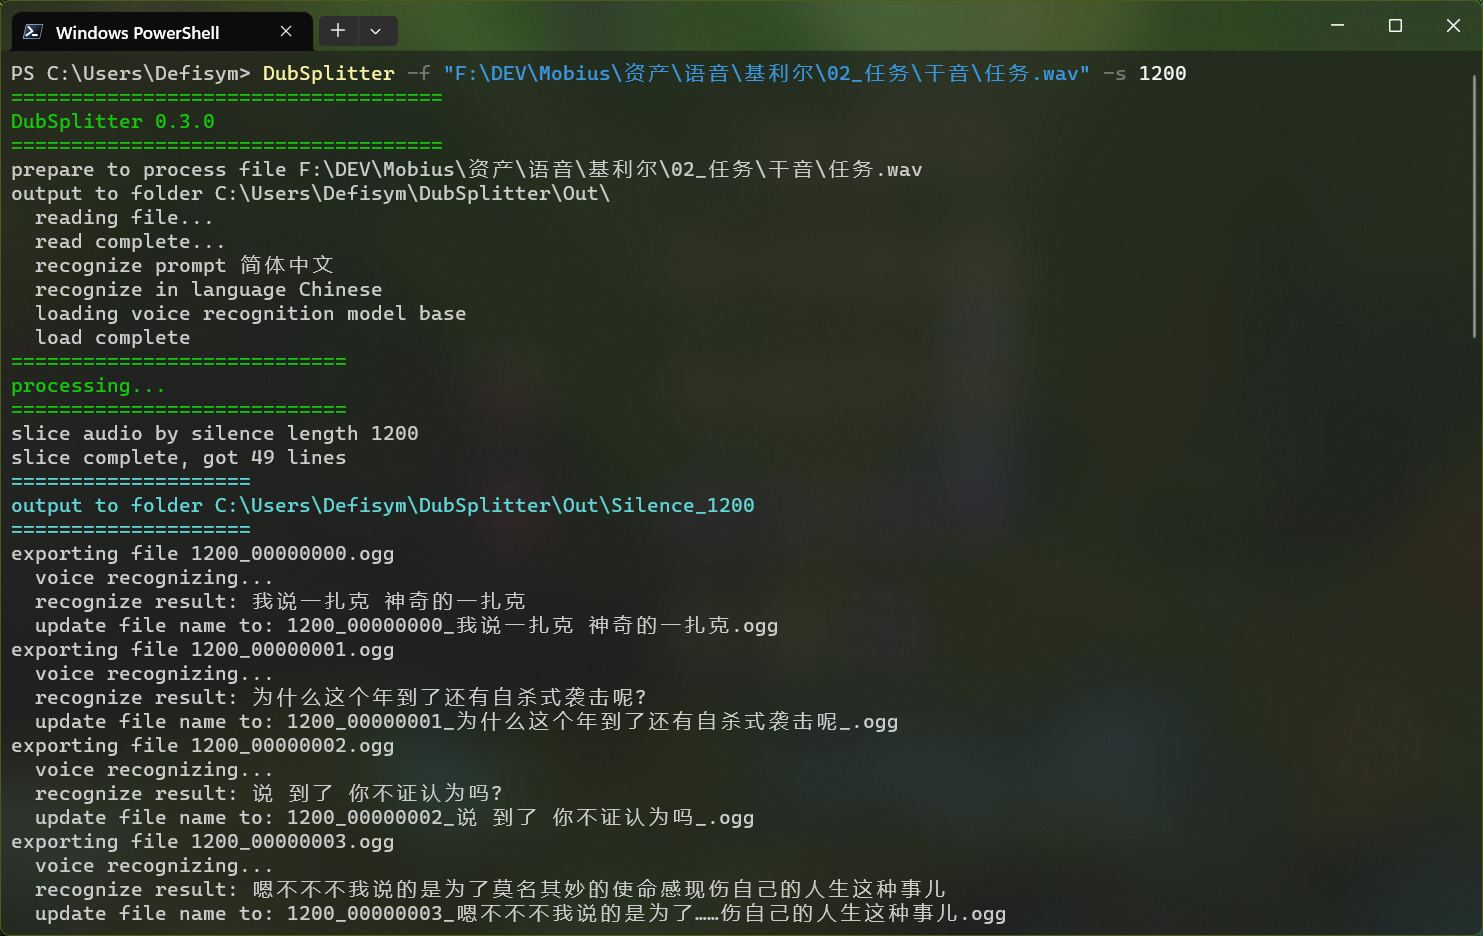 Windows PowerShell
PS C:\Users\Defisym> DubSplitter -f "F:\DEV\Mobius\资产\语音\基利尔\02_任务\干音\任务.wav" -s 1200
====================================
DubSplitter 0.3.0
====================================
prepare to process file F:\DEV\Mobius\资产\语音\基利尔\02_任务\干音\任务.wav
output to folder C:\Users\Defisym\DubSplitter\Out\
  reading file...
  read complete...
  recognize prompt 简体中文
  recognize in language Chinese
  loading voice recognition model base
  load complete
============================
processing...
============================
slice audio by silence length 1200
slice complete, got 49 lines
====================
output to folder C:\Users\Defisym\DubSplitter\Out\Silence_1200
====================
exporting file 1200_00000000.ogg
  voice recognizing...
  recognize result: 我说一扎克 神奇的一扎克
  update file name to: 1200_00000000_我说一扎克 神奇的一扎克.ogg
exporting file 1200_00000001.ogg
  voice recognizing...
  recognize result: 为什么这个年到了还有自杀式袭击呢?
  update file name to: 1200_00000001_为什么这个年到了还有自杀式袭击呢_.ogg
exporting file 1200_00000002.ogg
  voice recognizing...
  recognize result: 说 到了 你不证认为吗?
  update file name to: 1200_00000002_说 到了 你不证认为吗_.ogg
exporting file 1200_00000003.ogg
  voice recognizing...
  recognize result: 嗯不不不我说的是为了莫名其妙的使命感现伤自己的人生这种事儿
  update file name to: 1200_00000003_嗯不不不我说的是为了……伤自己的人生这种事儿.ogg